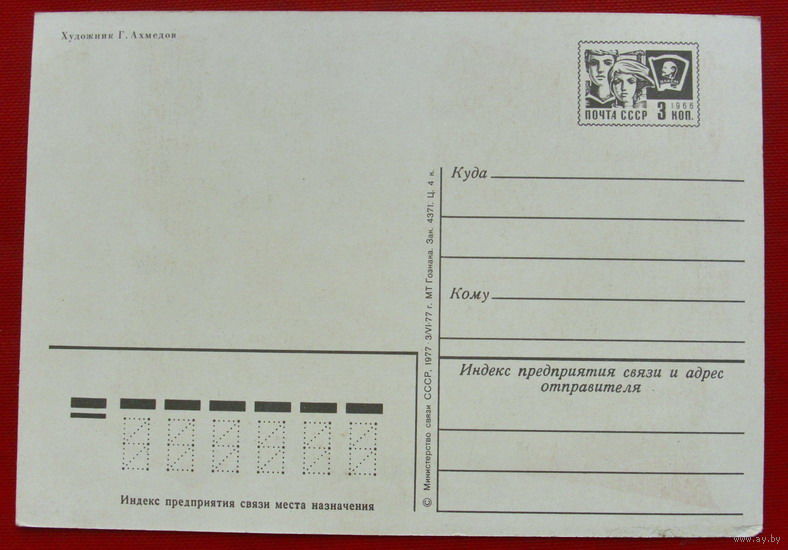 Художник Г. Ахмедов
1966
ПОЧТА СССР 3 КОП.
Куда
Кому
Индекс предприятия связи и адрес
отправителя
© Министерство связи СССР, 1977 3/VI-77 г. МТ Гознака. Зак. 4371. Ц. 4 к.
Индекс предприятия связи места назначения
www.ay.by